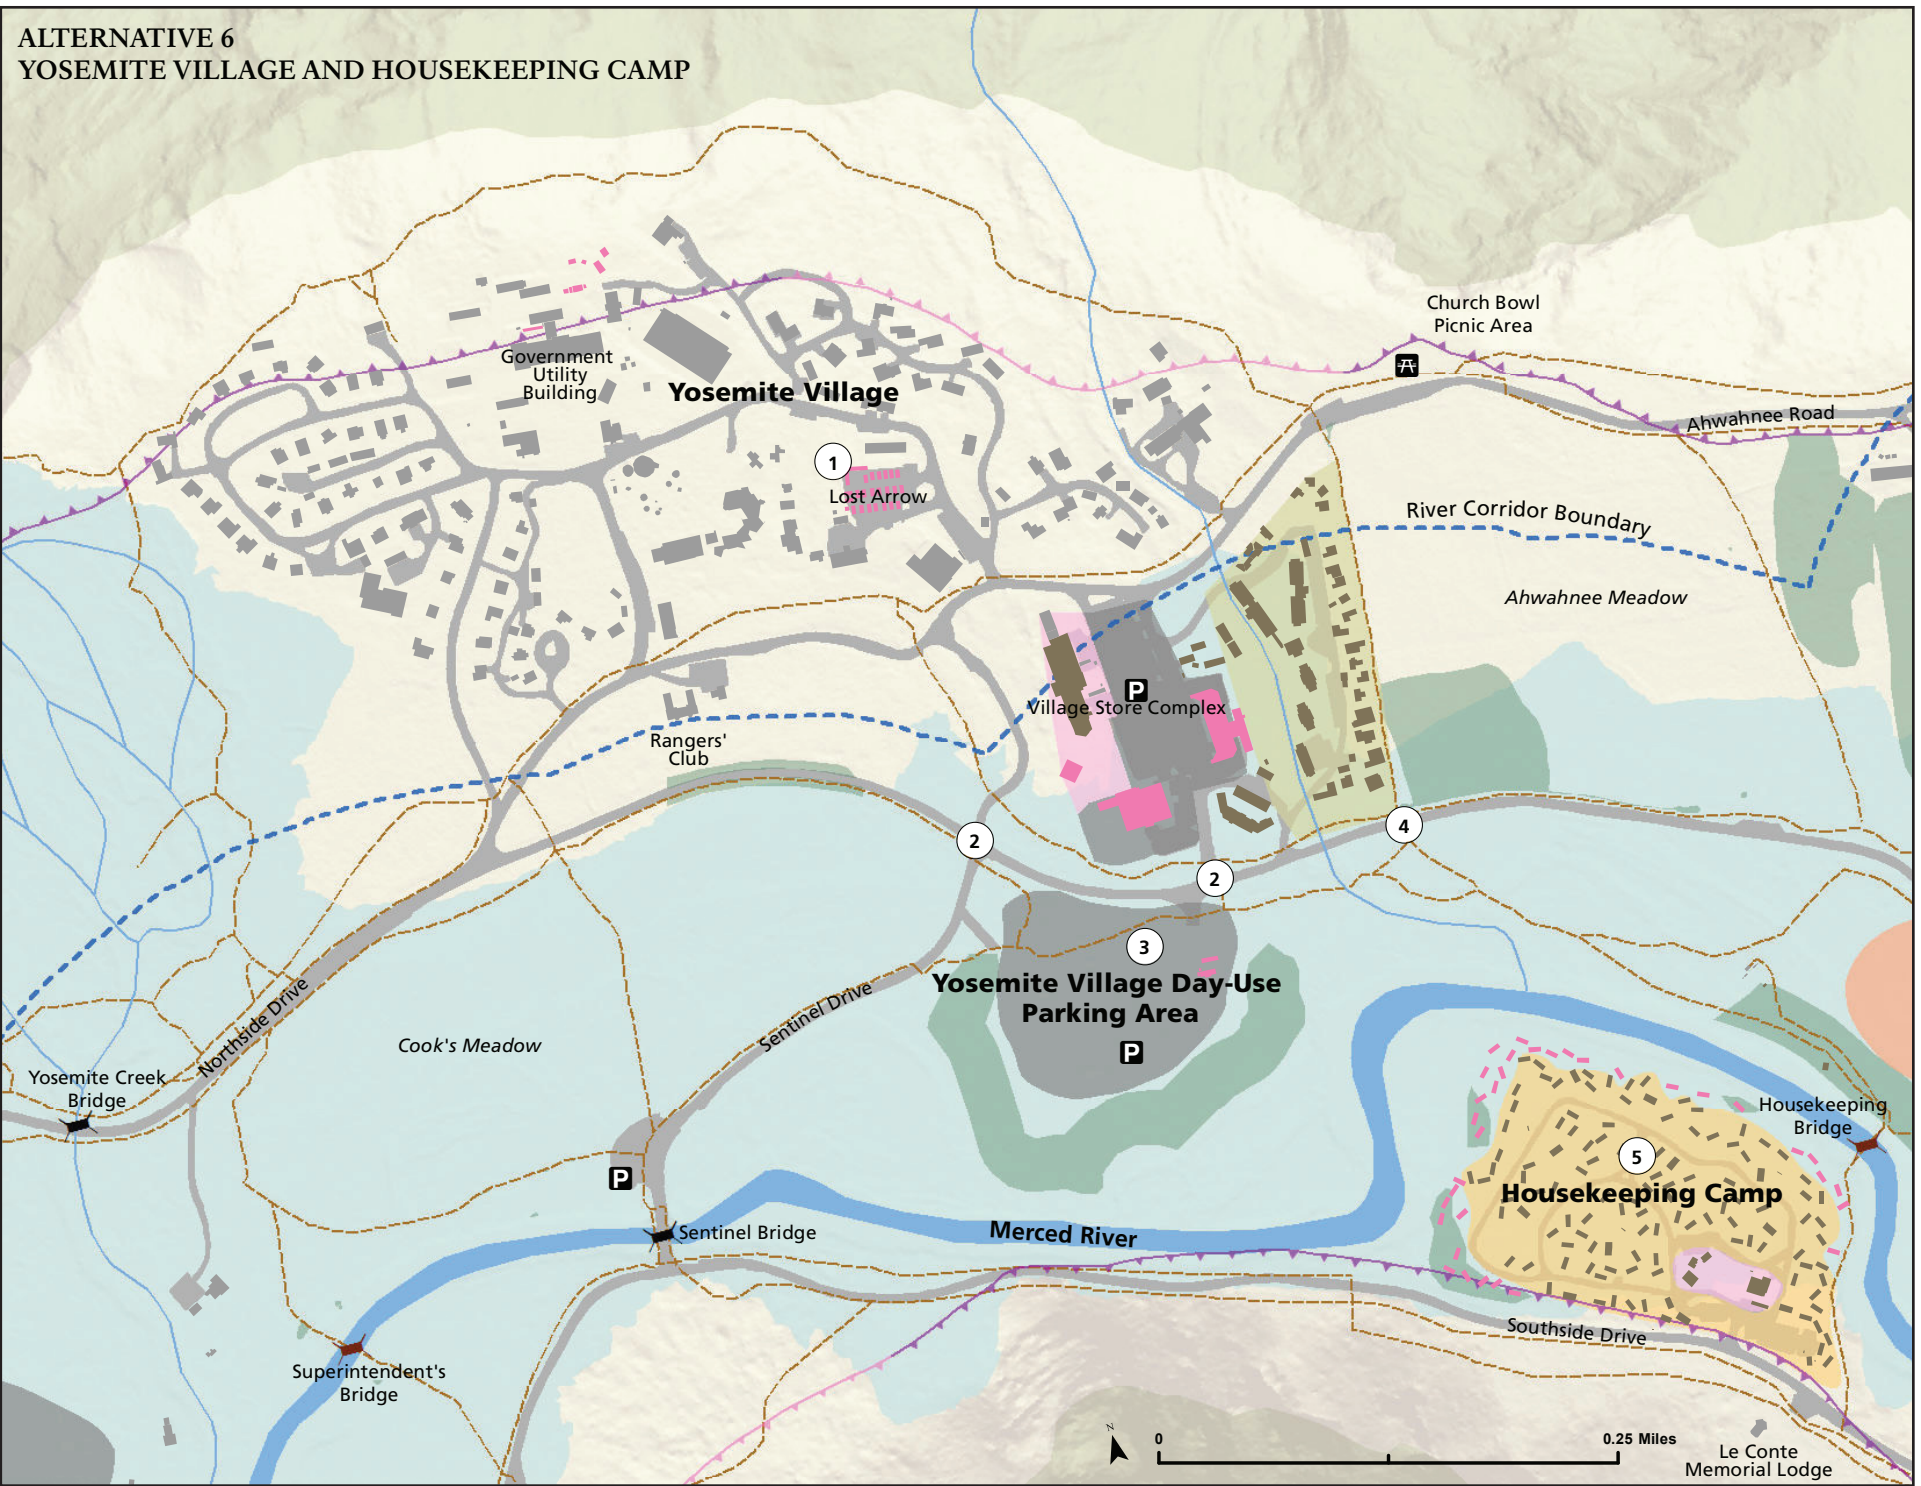 ALTERNATIVE 6
YOSEMITE VILLAGE AND HOUSEKEEPING CAMP
Church Bowl
Picnic Area
Government
Utility
Building
Yosemite Village
Ahwahnee Road
1
Lost Arrow
River Corridor Boundary
Ahwahnee Meadow
P
Village Store Complex
Rangers'
Club
2
4
2
3
Yosemite Village Day-Use
Parking Area
P
Northside Drive
Sentinel Drive
Cook's Meadow
Yosemite Creek
Bridge
Housekeeping
Bridge
5
Housekeeping Camp
P
Sentinel Bridge
Merced River
Southside Drive
Superintendent's
Bridge
N
0
0.25 Miles
Le Conte
Memorial Lodge